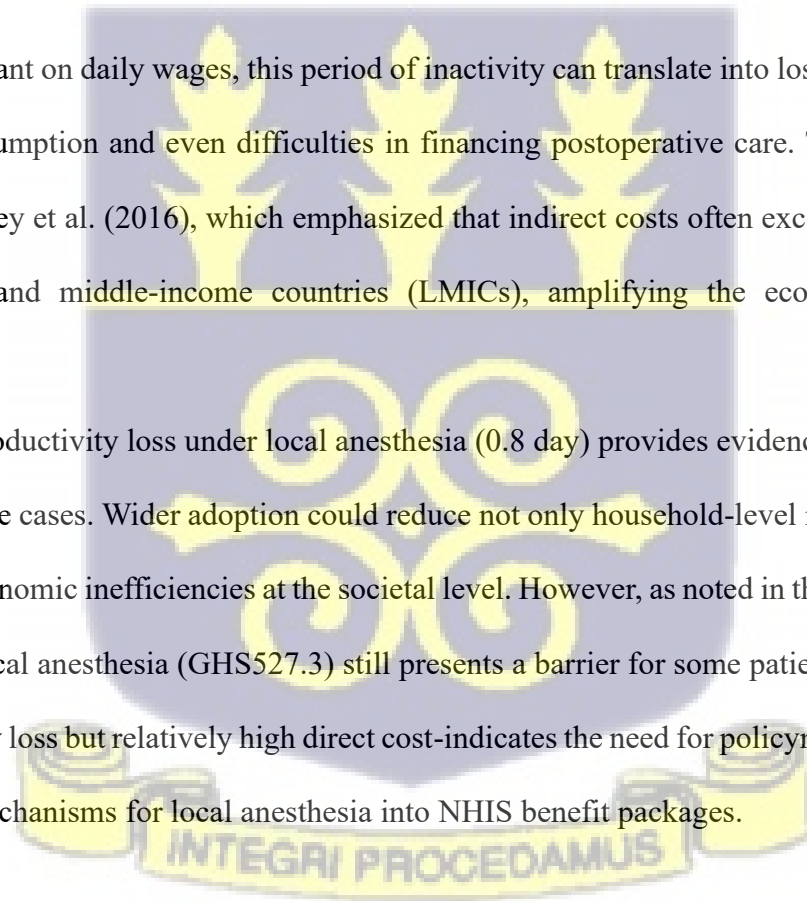 ant on daily wages, this period of inactivity can translate into los
umption and even difficulties in financing postoperative care.
ey et al. (2016), which emphasized that indirect costs often exc
and middle-income countries (LMICs), amplifying the eco
oductivity loss under local anesthesia (0.8 day) provides evidenc
e cases. Wider adoption could reduce not only household-level
nomic inefficiencies at the societal level. However, as noted in th
cal anesthesia (GHS527.3) still presents a barrier for some patie
loss but relatively high direct cost-indicates the need for policyn
chanisms for local anesthesia into NHIS benefit packages.
INTEGRI PROCEDAMUS